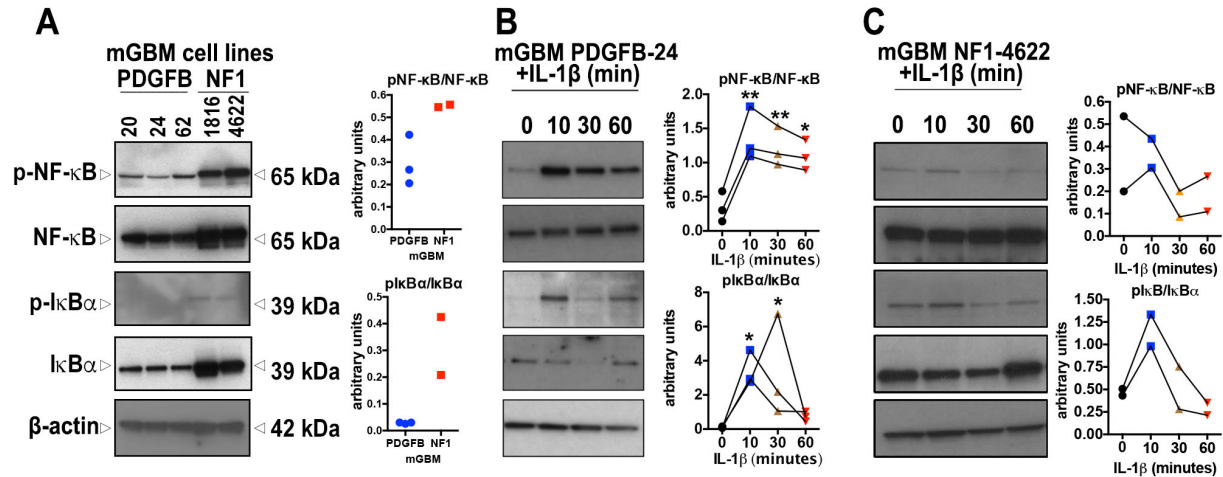 A
mGBM cell lines
PDGFB NF1
20 24 62 1816 4622
p-NF-κB 65 kDa
NF-κB 65 kDa
p-IκBα 39 kDa
IκBα 39 kDa
β-actin 42 kDa
pNF-κB/NF-κB
arbitrary units
0.6
0.5
0.4
0.3
0.2
0.1
0.0
PDGFB NF1
mGBM
pIκBα/IκBα
arbitrary units
0.5
0.4
0.3
0.2
0.1
0.0
PDGFB NF1
mGBM
B
mGBM PDGFB-24
+IL-1β (min)
0 10 30 60
pNF-κB/NF-κB
arbitrary units
2.0
1.5
1.0
0.5
0.0
** ** *
0 10 30 60
IL-1β (minutes)
pIκBα/IκBα
arbitrary units
8
6
4
2
0
* *
0 10 30 60
IL-1β (minutes)
C
mGBM NF1-4622
+IL-1β (min)
0 10 30 60
pNF-κB/NF-κB
arbitrary units
0.6
0.5
0.4
0.3
0.2
0.1
0.0
0 10 30 60
IL-1β (minutes)
pIκB/IκBα
arbitrary units
1.50
1.25
1.00
0.75
0.50
0.25
0.00
0 10 30 60
IL-1β (minutes)